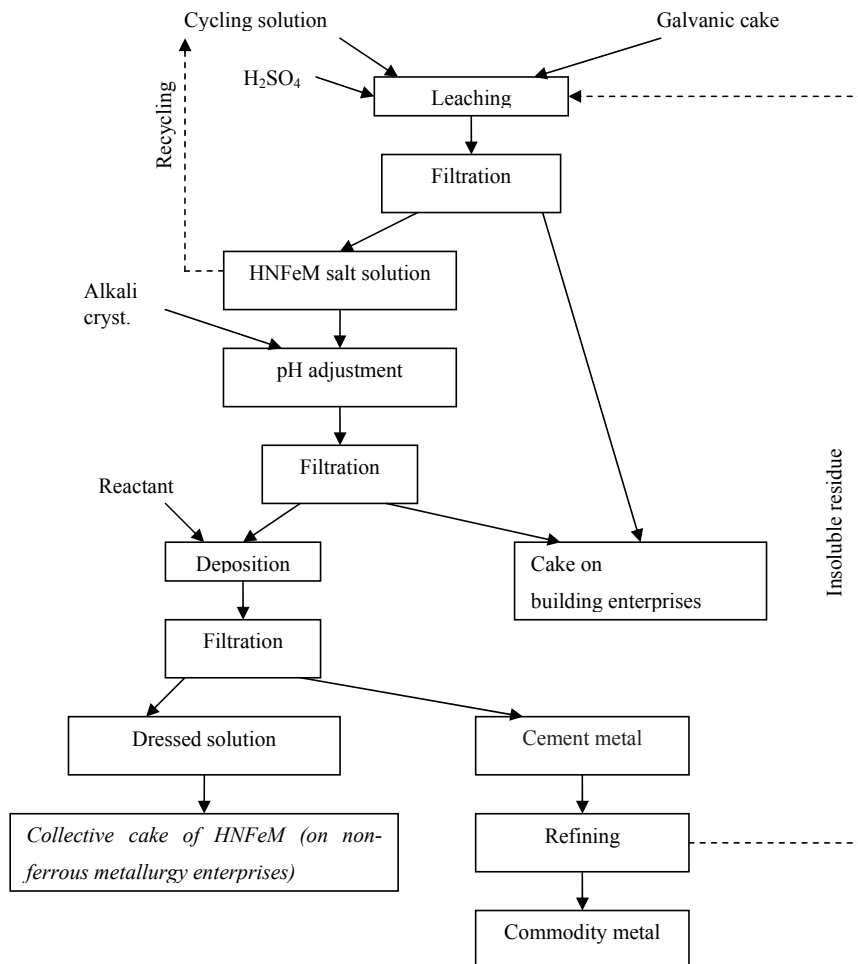 Cycling solution
Galvanic cake
H₂SO₄
Leaching
Recycling
Filtration
HNFeM salt solution
Alkali
cryst.
pH adjustment
Filtration
Reactant
Deposition
Cake on
building enterprises
Insoluble residue
Filtration
Dressed solution
Cement metal
Collective cake of HNFeM (on non-
ferrous metallurgy enterprises)
Refining
Commodity metal